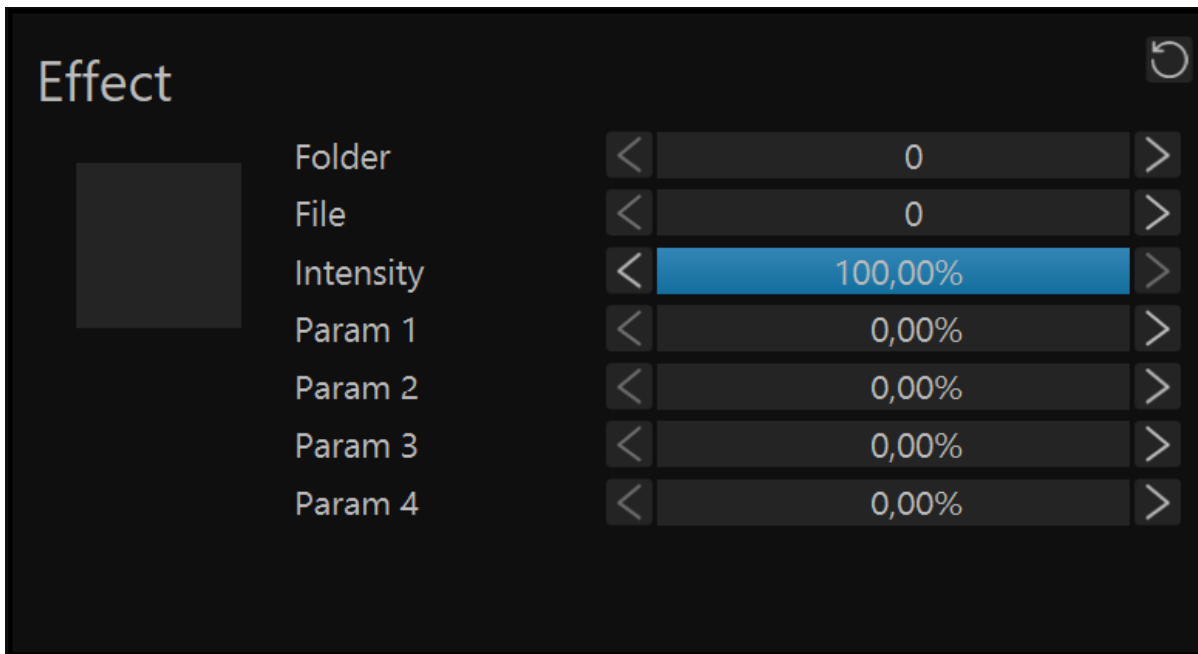 Effect
Folder 0
File 0
Intensity 100,00%
Param 1 0,00%
Param 2 0,00%
Param 3 0,00%
Param 4 0,00%